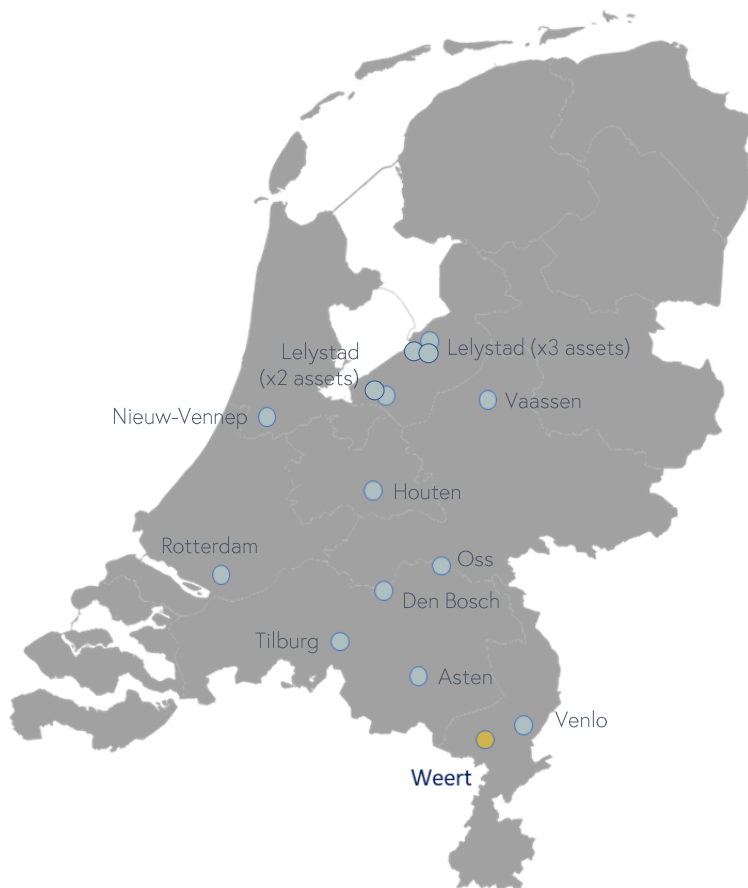 Lelystad
(x2 assets)
Lelystad (x3 assets)
Nieuw-Vennep
Vaassen
Houten
Rotterdam
Oss
Den Bosch
Tilburg
Asten
Venlo
Weert